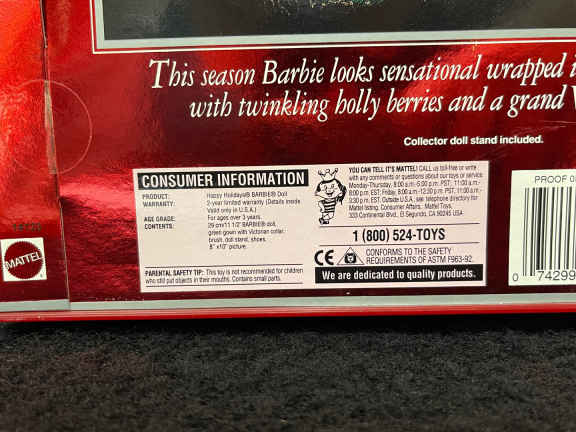 This season Barbie looks sensational wrapped i
with twinkling holly berries and a grand V
Collector doll stand included.
CONSUMER INFORMATION
PRODUCT: Happy Holidays® BARBIE® Doll
WARRANTY: 2-year limited warranty (Details inside.
Valid only in U.S.A.)
AGE GRADE: For ages over 3 years.
CONTENTS: 29 cm/11 1/2" BARBIE® doll,
green gown with Victorian collar,
brush, doll stand, shoes.
8" x10" picture.
PARENTAL SAFETY TIP: This toy is not recommended for children
who still put objects in their mouths. Contains small parts.
YOU CAN TELL IT'S MATTEL! CALL us toll-free or write
with any comments or questions about our toys or service.
Monday-Thursday, 8:00 a.m.-5:00 p.m. PST; 11:00 a.m.-
8:00 p.m. EST; Friday, 8:00 a.m.-12:30 p.m. PST; 11:00 a.m.-
3:30 p.m. EST. Outside U.S.A., see telephone directory for
Mattel listing. Consumer Affairs, Mattel Toys,
333 Continental Blvd., El Segundo, CA 90245 USA.
1 (800) 524-TOYS
CE CONFORMS TO THE SAFETY
REQUIREMENTS OF ASTM F963-92.
We are dedicated to quality products.
MATTEL
PROOF O
0 74299